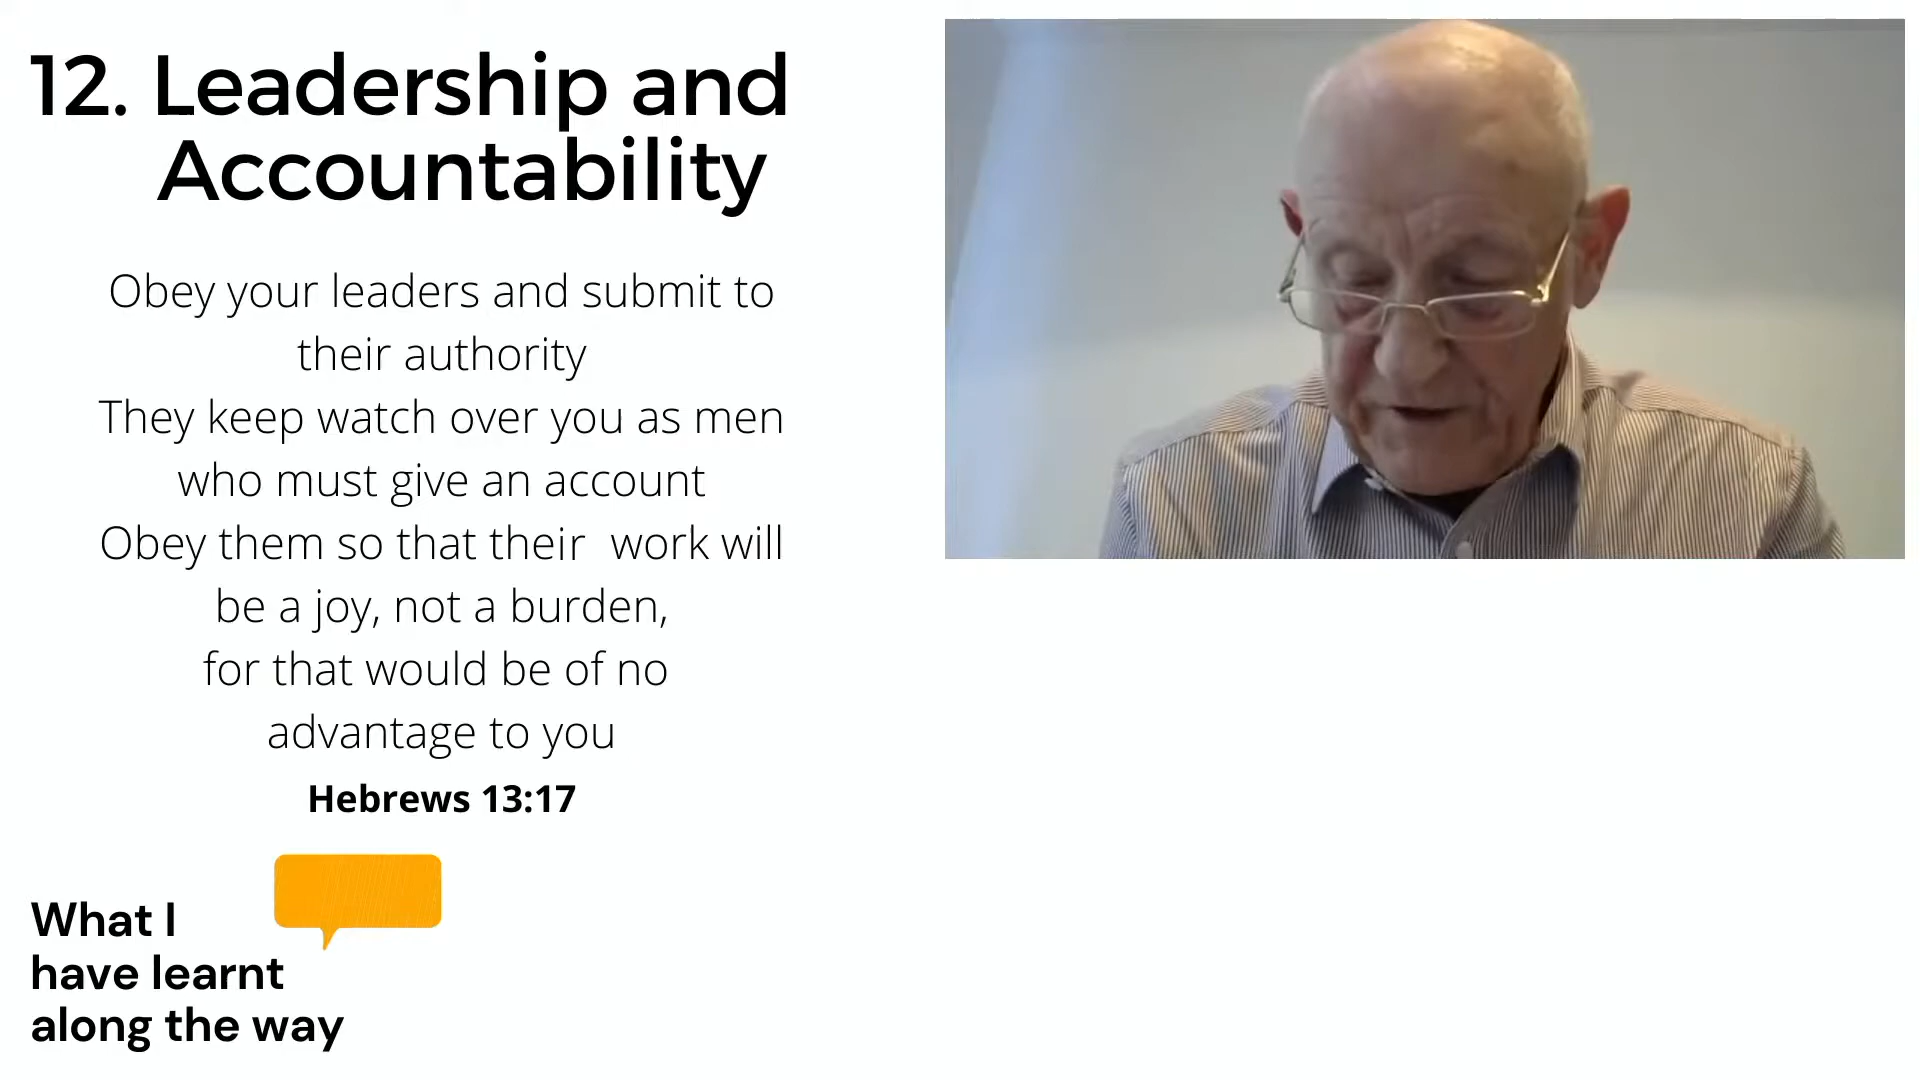 12. Leadership and
Accountability
Obey your leaders and submit to
their authority
They keep watch over you as men
who must give an account
Obey them so that their  work will
be a joy, not a burden,
for that would be of no
advantage to you
Hebrews 13:17
What I
have learnt
along the way